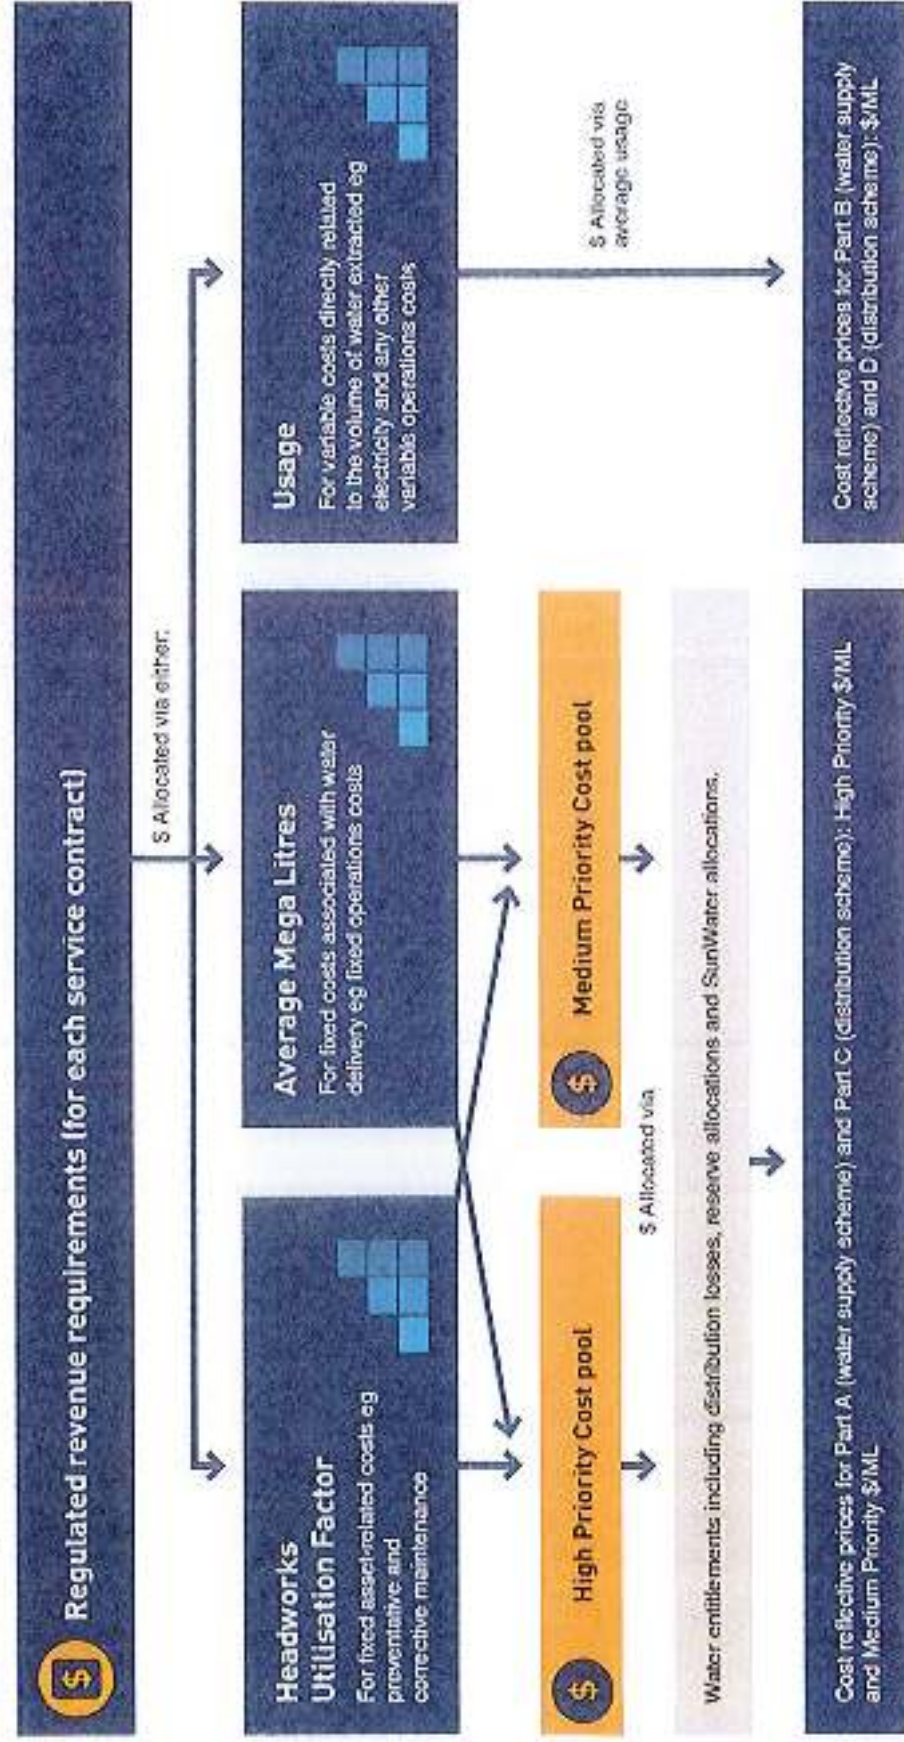 $
Regulated revenue requirements (for each service contract)
$ Allocated via either:
Headworks
Utilisation Factor
For fixed asset-related costs eg
preventative and
corrective maintenance
Average Mega Litres
For fixed costs associated with water
delivery eg fixed operations costs
Usage
For variable costs directly related
to the volume of water extracted eg
electricity and any other
variable operations costs
$
High Priority Cost pool
$
Medium Priority Cost pool
$ Allocated via
$ Allocated via
average usage
Water entitlements including distribution losses, reserve allocations and SunWater allocations.
Cost reflective prices for Part A (water supply scheme) and Part C (distribution scheme): High Priority $/ML
and Medium Priority $/ML
Cost reflective prices for Part B (water supply
scheme) and D (distribution scheme): $/ML